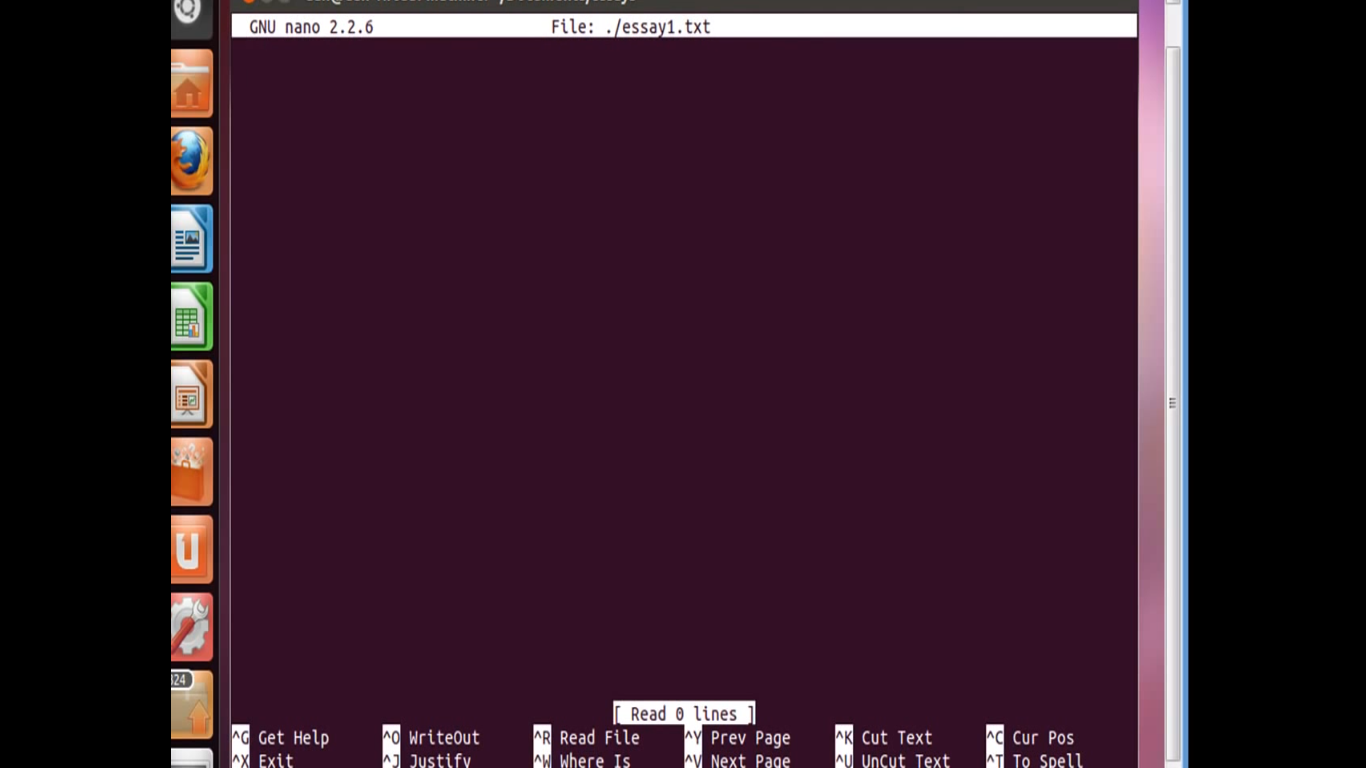 GNU nano 2.2.6 File: ./essay1.txt
324
[ Read 0 lines ]
^G Get Help ^O WriteOut ^R Read File ^Y Prev Page ^K Cut Text ^C Cur Pos
^X Exit ^J Justify ^W Where Is ^V Next Page ^U UnCut Text ^T To Spell